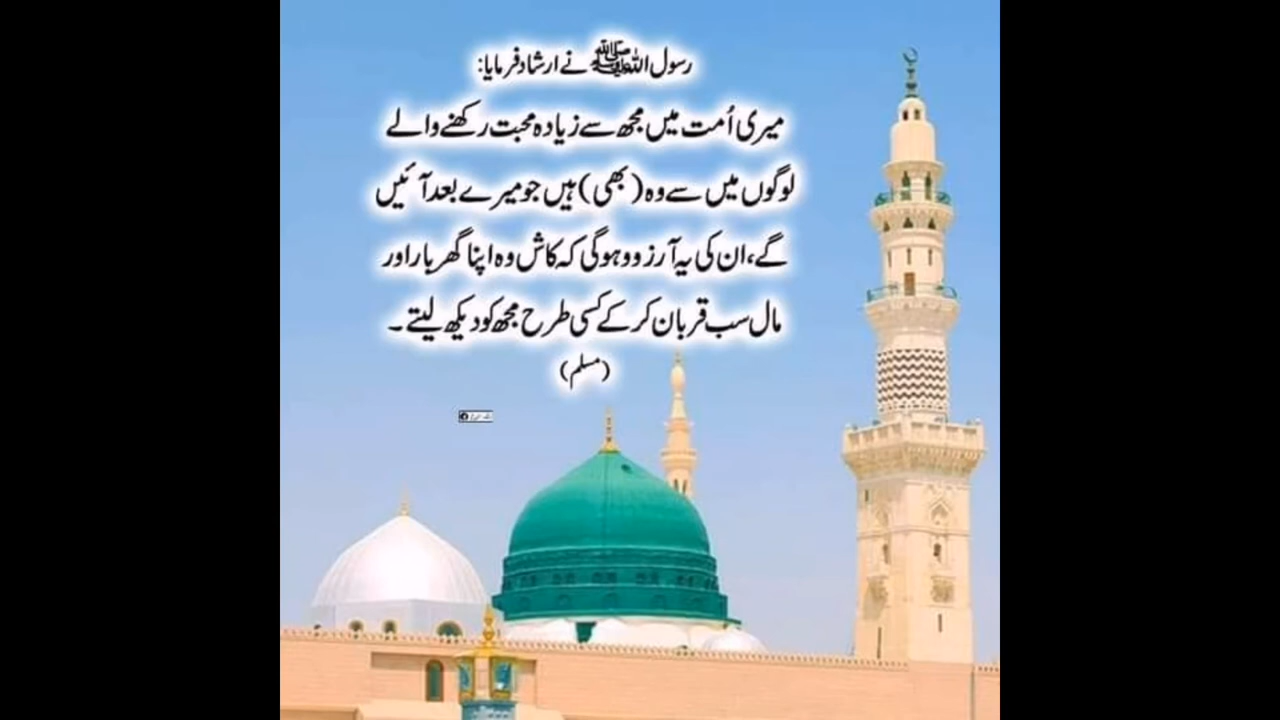 رسول اللہ ﷺ نے ارشاد فرمایا:
میری اُمت میں مجھ سے زیادہ محبت رکھنے والے
لوگوں میں سے وہ (بھی) ہیں جو میرے بعد آئیں
گے، ان کی یہ آرزو ہوگی کہ کاش وہ اپنا گھر بار اور
مال سب قربان کر کے کسی طرح مجھ کو دیکھ لیتے۔
(مسلم)